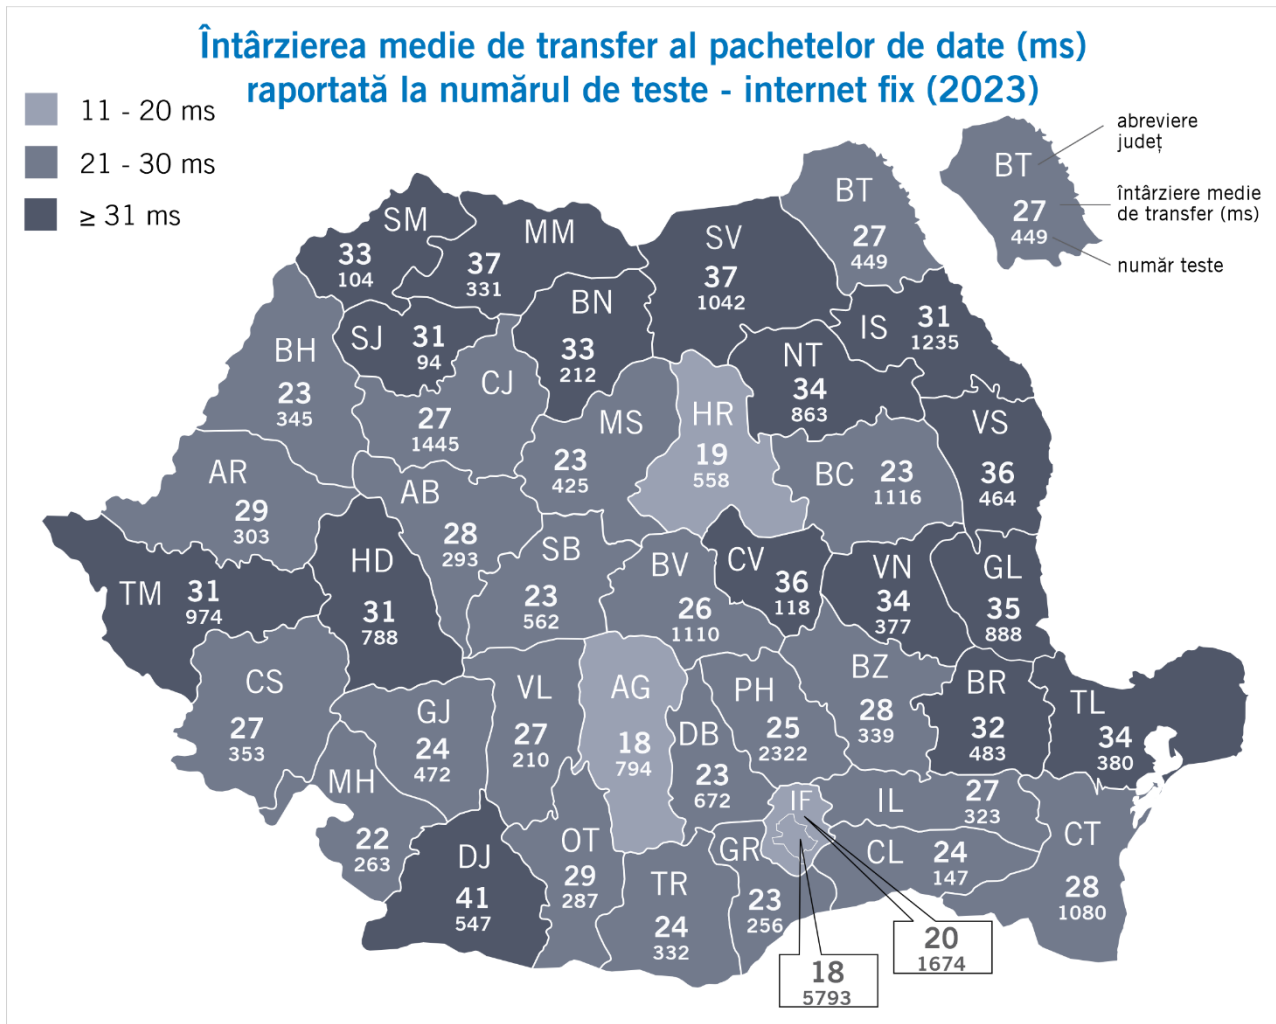 Întârzierea medie de transfer al pachetelor de date (ms)
raportată la numărul de teste - internet fix (2023)
11 - 20 ms
21 - 30 ms
≥ 31 ms
abreviere
județ
BT
întârziere medie
de transfer (ms)
27
449
număr teste
BT
27
449
SM
33
104
MM
37
331
SV
37
1042
IS
31
1235
BN
33
212
SJ
31
94
NT
34
863
BH
23
345
CJ
27
1445
MS
23
425
HR
19
558
VS
36
464
BC
23
1116
AR
29
303
AB
28
293
HD
31
788
SB
23
562
BV
26
1110
CV
36
118
VN
34
377
GL
35
888
TM
31
974
CS
27
353
GJ
24
472
VL
27
210
AG
18
794
DB
23
672
PH
25
2322
BZ
28
339
BR
32
483
TL
34
380
MH
22
263
DJ
41
547
OT
29
287
TR
24
332
GR
23
256
IF
IL
27
323
CL
24
147
CT
28
1080
20
1674
18
5793